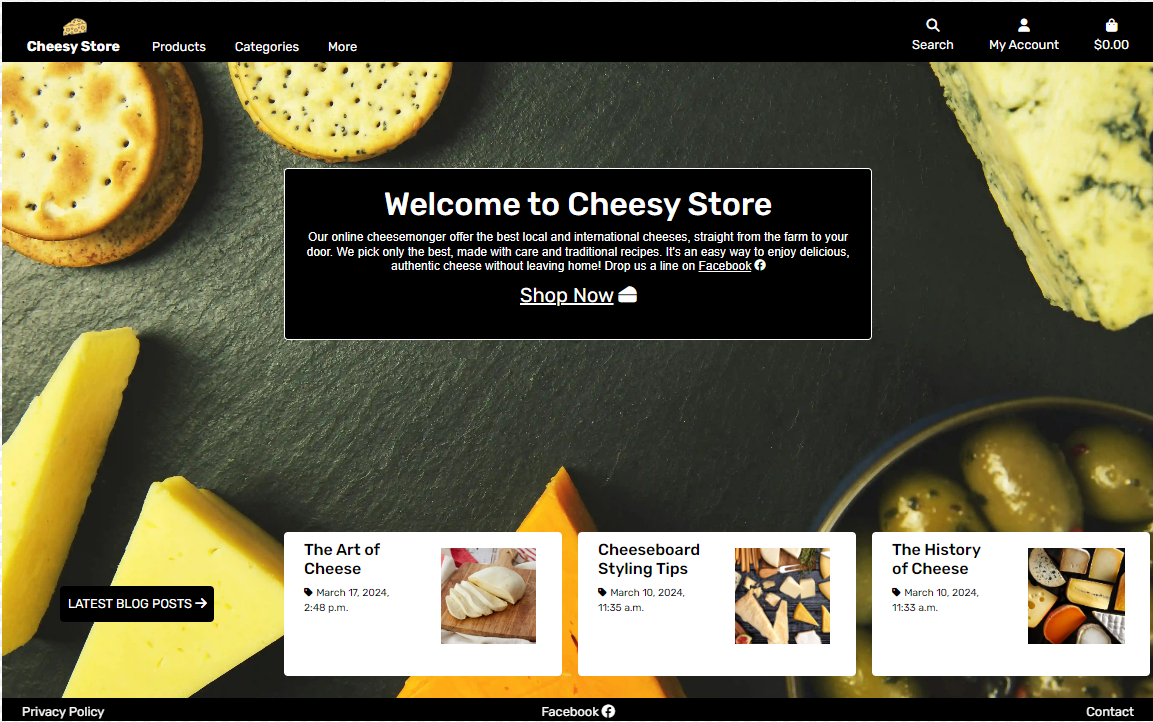 Cheesy Store
Products
Categories
More
Search
My Account
$0.00
Welcome to Cheesy Store
Our online cheesemonger offer the best local and international cheeses, straight from the farm to your
door. We pick only the best, made with care and traditional recipes. It's an easy way to enjoy delicious,
authentic cheese without leaving home! Drop us a line on Facebook
Shop Now
LATEST BLOG POSTS
The Art of
Cheese
March 17, 2024,
2:48 p.m.
Cheeseboard
Styling Tips
March 10, 2024,
11:35 a.m.
The History
of Cheese
March 10, 2024,
11:33 a.m.
Privacy Policy
Facebook
Contact